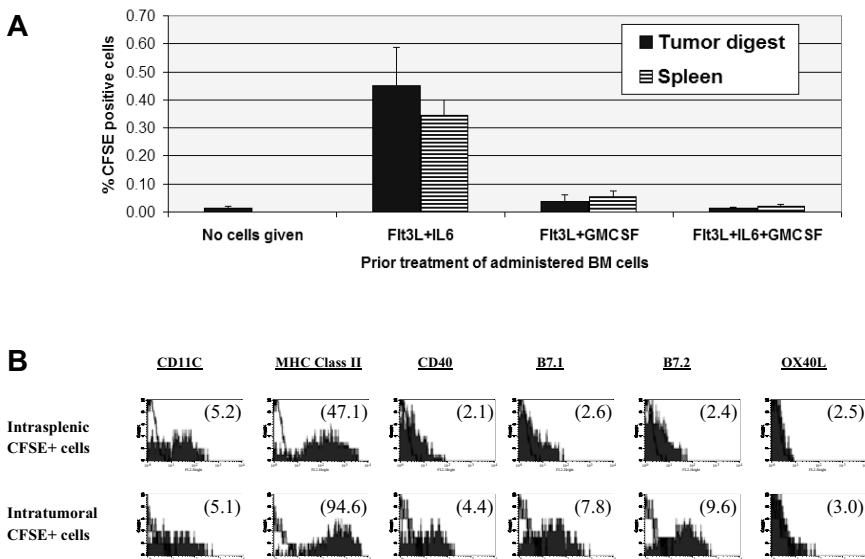 A
% CFSE positive cells
0.70
0.60
0.50
0.40
0.30
0.20
0.10
0.00
Tumor digest
Spleen
No cells given
Flt3L+IL6
Flt3L+GMCSF
Flt3L+IL6+GMCSF
Prior treatment of administered BM cells
B
CD11C
MHC Class II
CD40
B7.1
B7.2
OX40L
Intrasplenic
CFSE+ cells
(5.2)
(47.1)
(2.1)
(2.6)
(2.4)
(2.5)
Intratumoral
CFSE+ cells
(5.1)
(94.6)
(4.4)
(7.8)
(9.6)
(3.0)